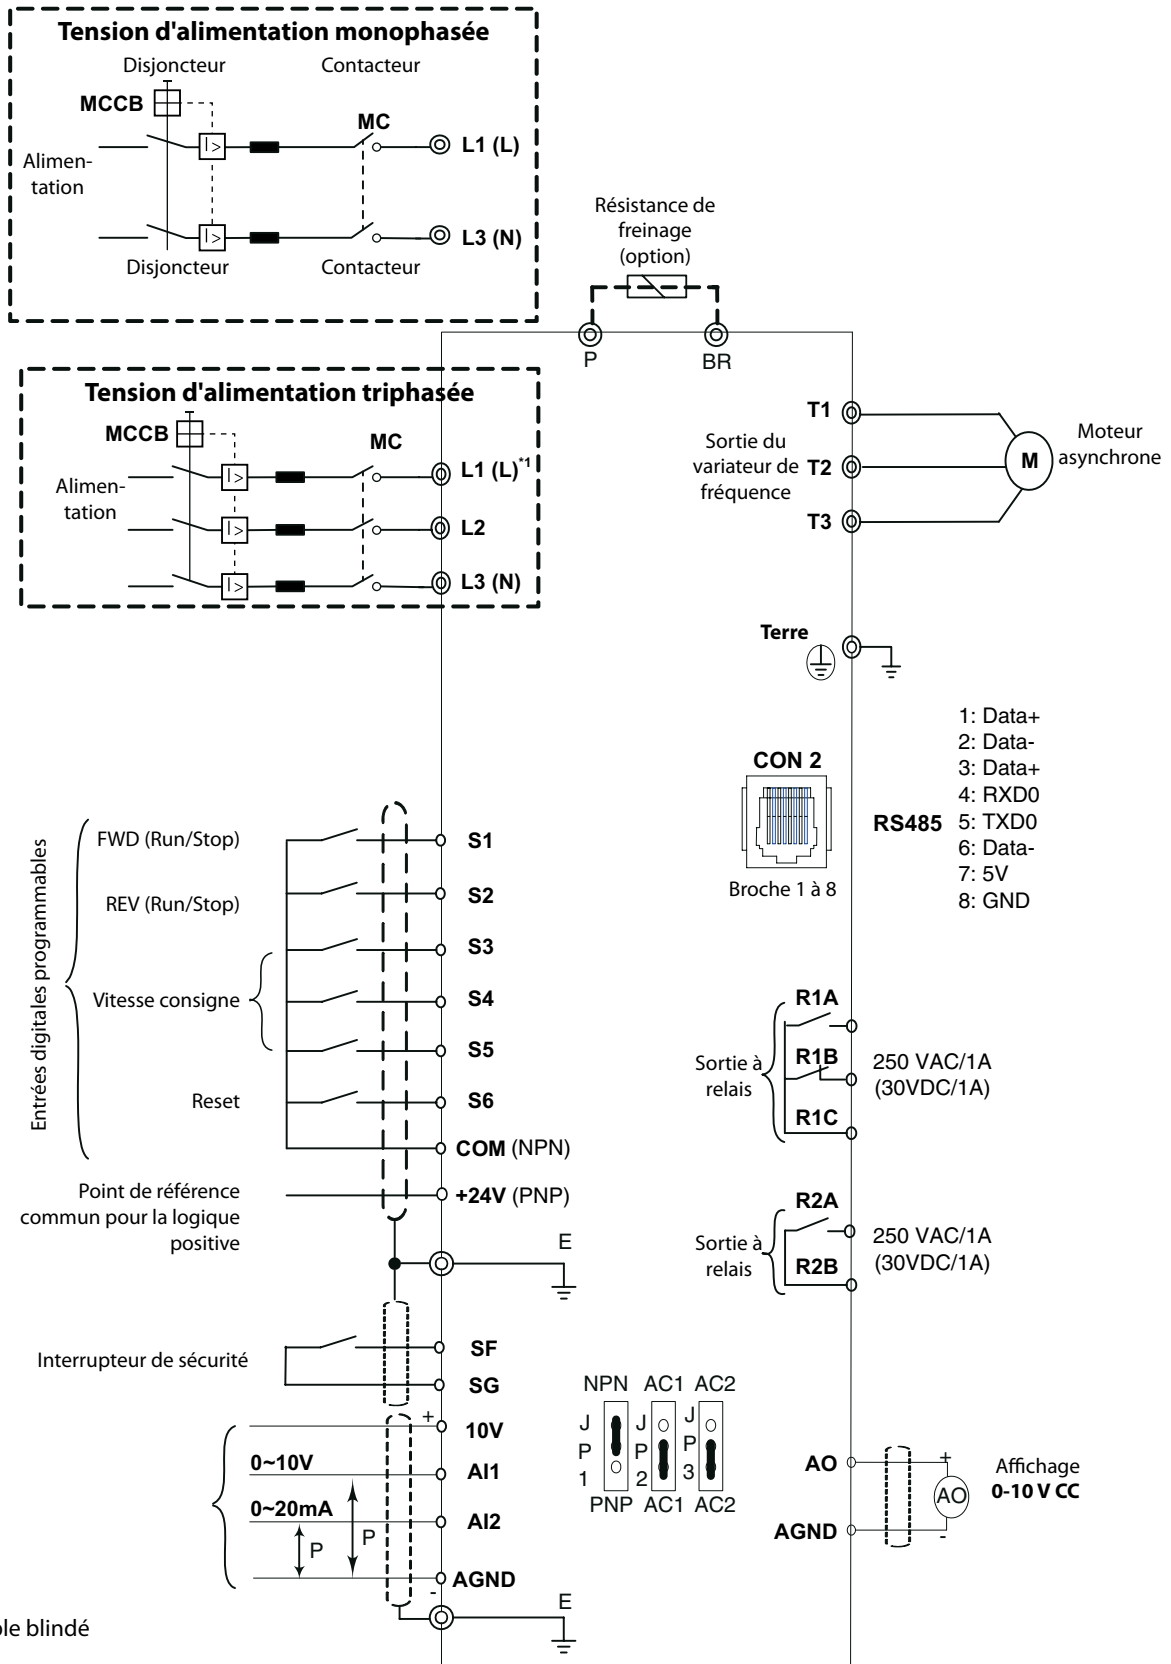 Tension d'alimentation monophasée
Disjoncteur
Contacteur
MCCB
MC
I>
L1 (L)
Alimen-
tation
I>
L3 (N)
Disjoncteur
Contacteur
Résistance de
freinage
(option)
P
BR
Tension d'alimentation triphasée
MCCB
MC
Alimen-
tation
I>
L1 (L)*1
I>
L2
I>
L3 (N)
T1
Sortie du
variateur de
fréquence
T2
T3
M
Moteur
asynchrone
Terre
CON 2
Broche 1 à 8
RS485
1: Data+
2: Data-
3: Data+
4: RXD0
5: TXD0
6: Data-
7: 5V
8: GND
Entrées digitales programmables
FWD (Run/Stop)
S1
REV (Run/Stop)
S2
S3
Vitesse consigne
S4
S5
Reset
S6
COM (NPN)
Point de référence
commun pour la logique
positive
+24V (PNP)
E
R1A
Sortie à
relais
R1B
R1C
250 VAC/1A
(30VDC/1A)
R2A
Sortie à
relais
R2B
250 VAC/1A
(30VDC/1A)
Interrupteur de sécurité
SF
SG
+
10V
0~10V
AI1
0~20mA
AI2
P
P
AGND
-
E
NPN AC1 AC2
J J J
P P P
1 2 3
PNP AC1 AC2
AO
+
AO
-
AGND
Affichage
0-10 V CC
ble blindé